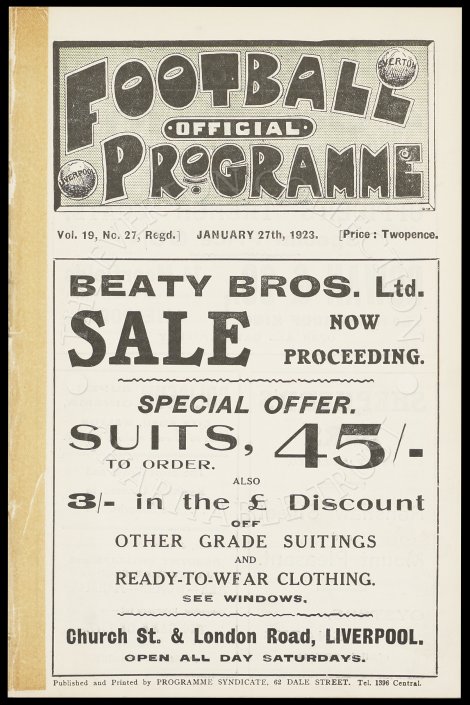 FOOTBALL
EVERTON
OFFICIAL
LIVERPOOL
PROGRAMME
Vol. 19, No. 27, Regd.] JANUARY 27th, 1923. [Price : Twopence.
BEATY BROS. Ltd.
SALE NOW PROCEEDING.
SPECIAL OFFER.
SUITS, 45/-
TO ORDER.
ALSO
3/- in the £ Discount
OFF
OTHER GRADE SUITINGS
AND
READY-TO-WEAR CLOTHING.
SEE WINDOWS.
Church St. & London Road, LIVERPOOL.
OPEN ALL DAY SATURDAYS.
Published and Printed by PROGRAMME SYNDICATE, 62 DALE STREET. Tel. 1396 Central.